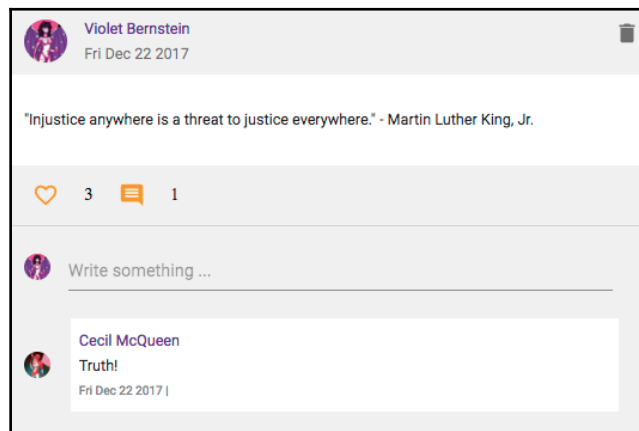 Violet Bernstein
Fri Dec 22 2017
"Injustice anywhere is a threat to justice everywhere." - Martin Luther King, Jr.
3 1
Write something ...
Cecil McQueen
Truth!
Fri Dec 22 2017 |